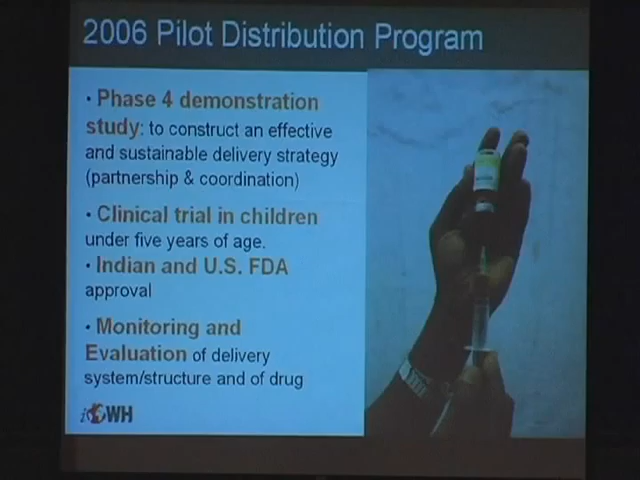 2006 Pilot Distribution Program
· Phase 4 demonstration
study: to construct an effective
and sustainable delivery strategy
(partnership & coordination)
· Clinical trial in children
under five years of age.
· Indian and U.S. FDA
approval
· Monitoring and
Evaluation of delivery
system/structure and of drug
iOWH